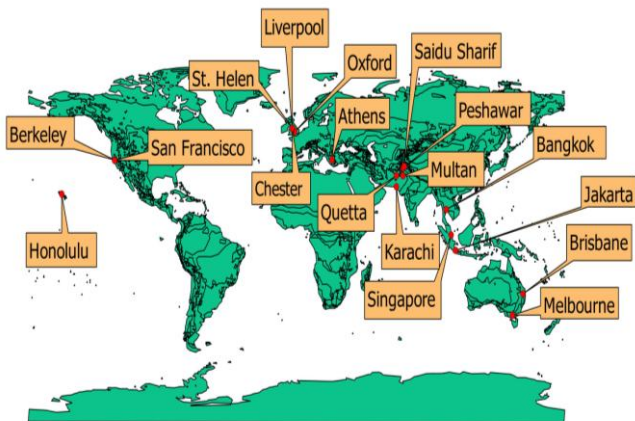 Liverpool
Oxford
Saidu Sharif
St. Helen
Athens
Peshawar
Berkeley
San Francisco
Bangkok
Chester
Multan
Jakarta
Quetta
Honolulu
Karachi
Brisbane
Singapore
Melbourne